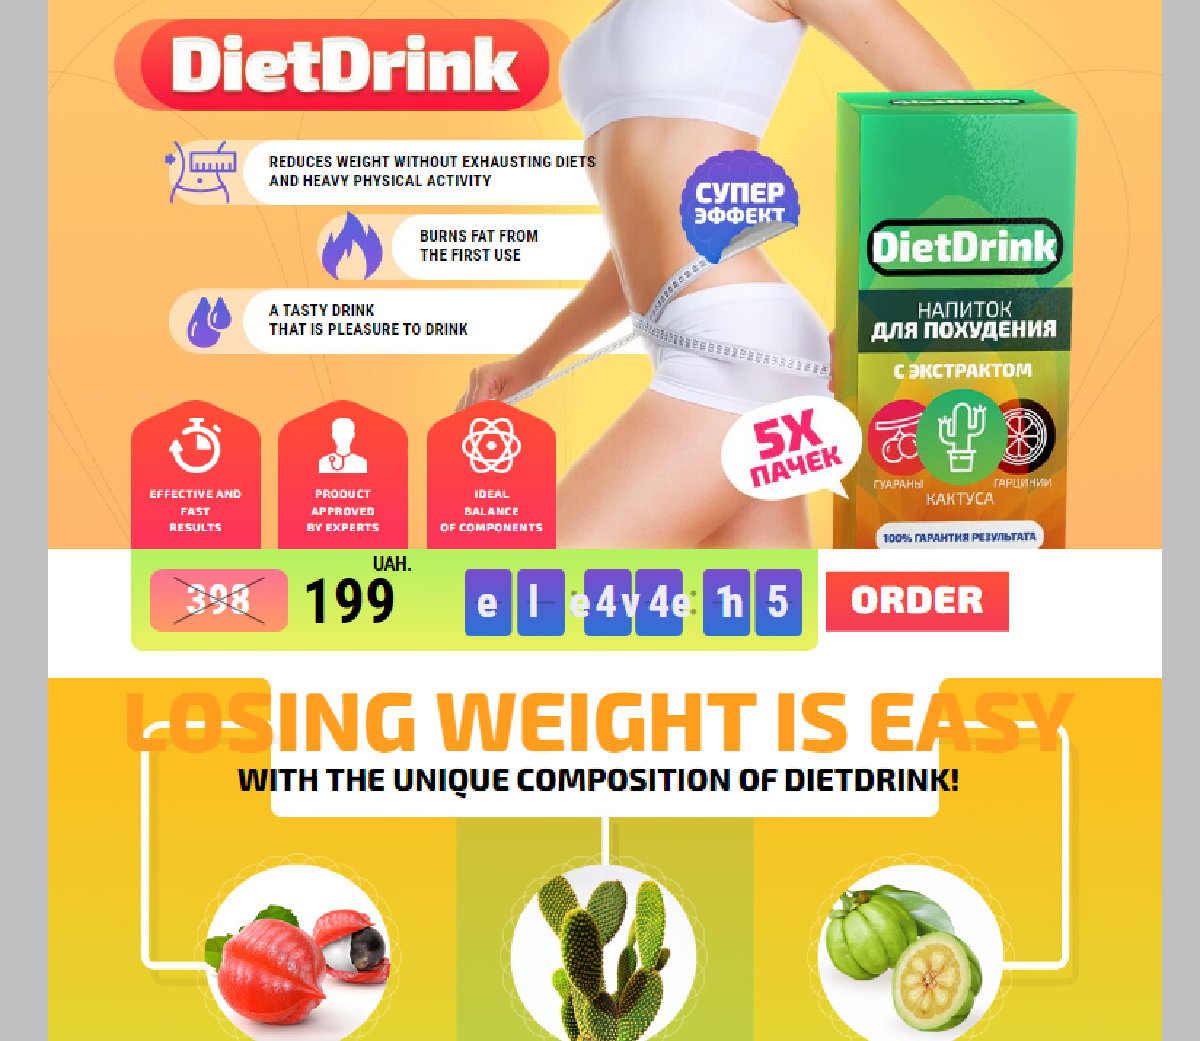 DietDrink
REDUCES WEIGHT WITHOUT EXHAUSTING DIETS
AND HEAVY PHYSICAL ACTIVITY
BURNS FAT FROM
THE FIRST USE
A TASTY DRINK
THAT IS PLEASURE TO DRINK
СУПЕР
ЭФФЕКТ
DietDrink
НАПИТОК
ДЛЯ ПОХУДЕНИЯ
С ЭКСТРАКТОМ
ГУАРАНЫ
КАКТУСА
ГАРЦИНИИ
100% ГАРАНТИЯ РЕЗУЛЬТАТА
5X
ПАЧЕК
EFFECTIVE AND
FAST
RESULTS
PRODUCT
APPROVED
BY EXPERTS
IDEAL
BALANCE
OF COMPONENTS
398
199
UAH.
e l e4v4e: h 5
ORDER
LOSING WEIGHT IS EASY
WITH THE UNIQUE COMPOSITION OF DIETDRINK!